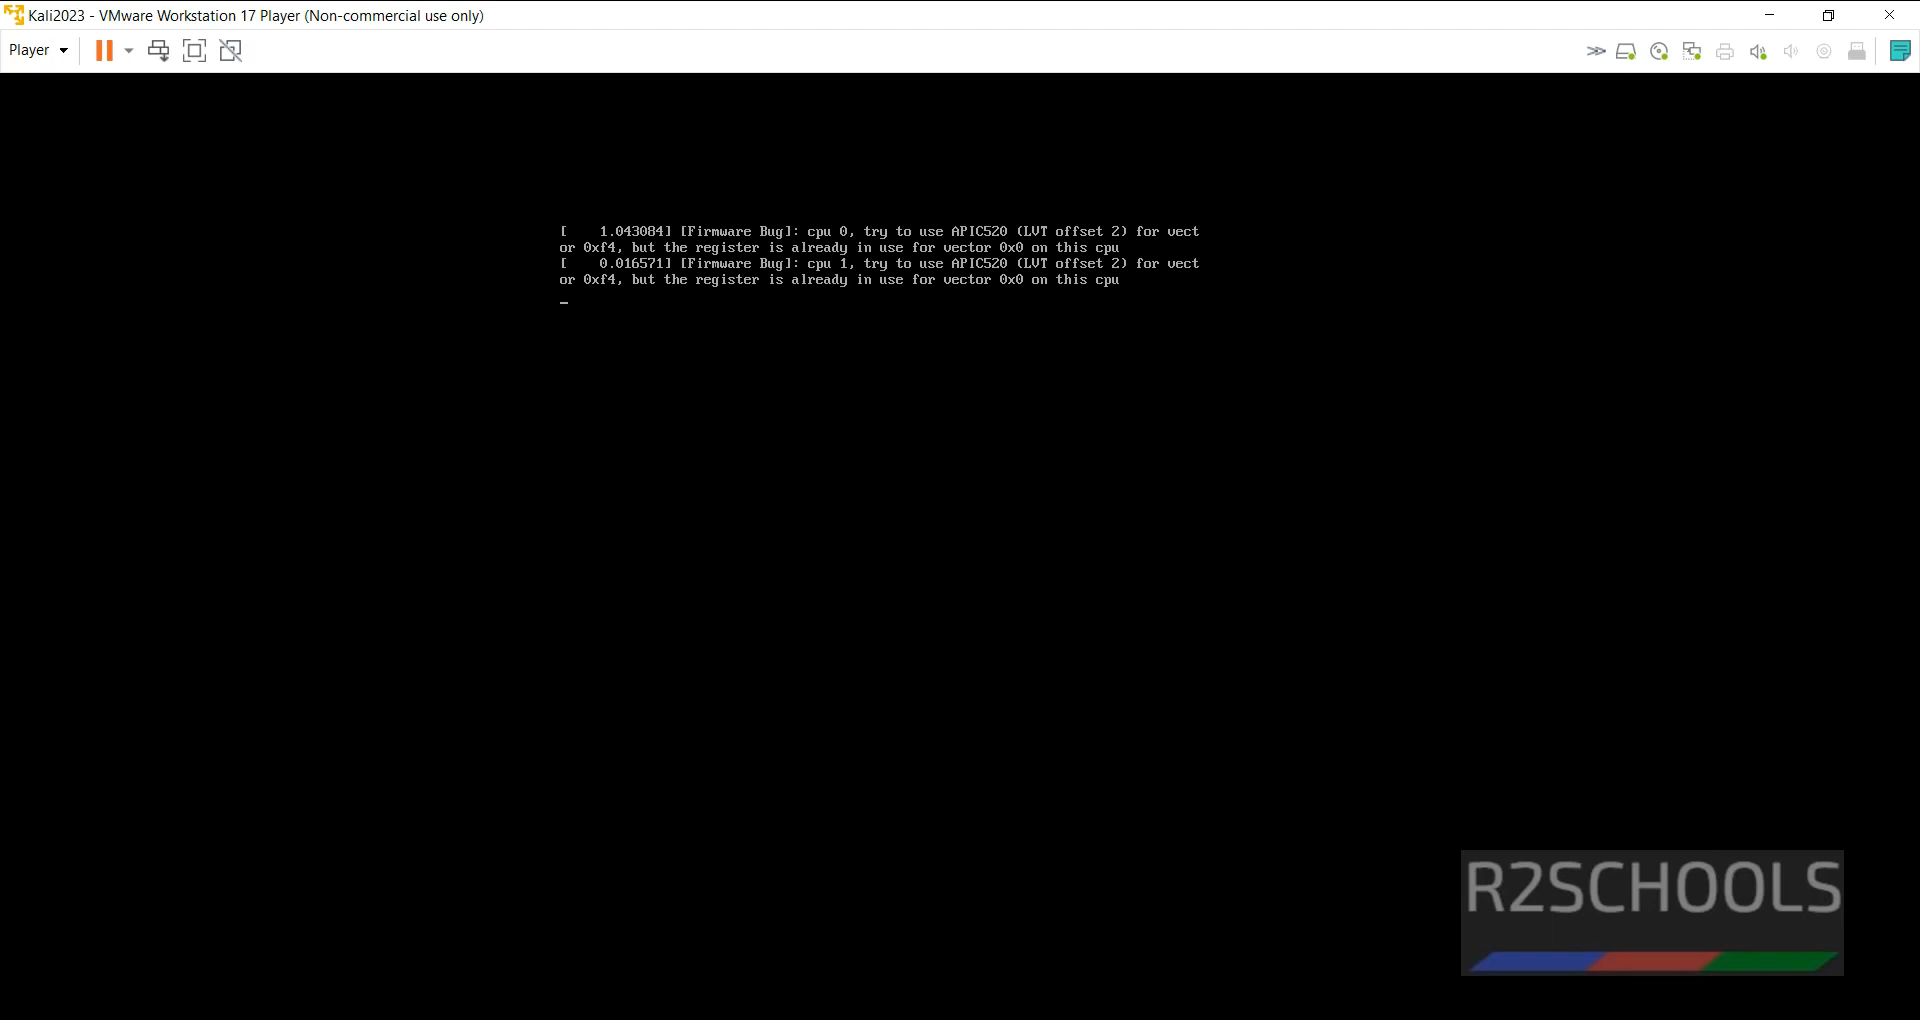 Kali2023 - VMware Workstation 17 Player (Non-commercial use only)
Player
[    1.043084] [Firmware Bug]: cpu 0, try to use APIC520 (LVT offset 2) for vect
or 0xf4, but the register is already in use for vector 0x0 on this cpu
[    0.016571] [Firmware Bug]: cpu 1, try to use APIC520 (LVT offset 2) for vect
or 0xf4, but the register is already in use for vector 0x0 on this cpu
_
R2SCHOOLS